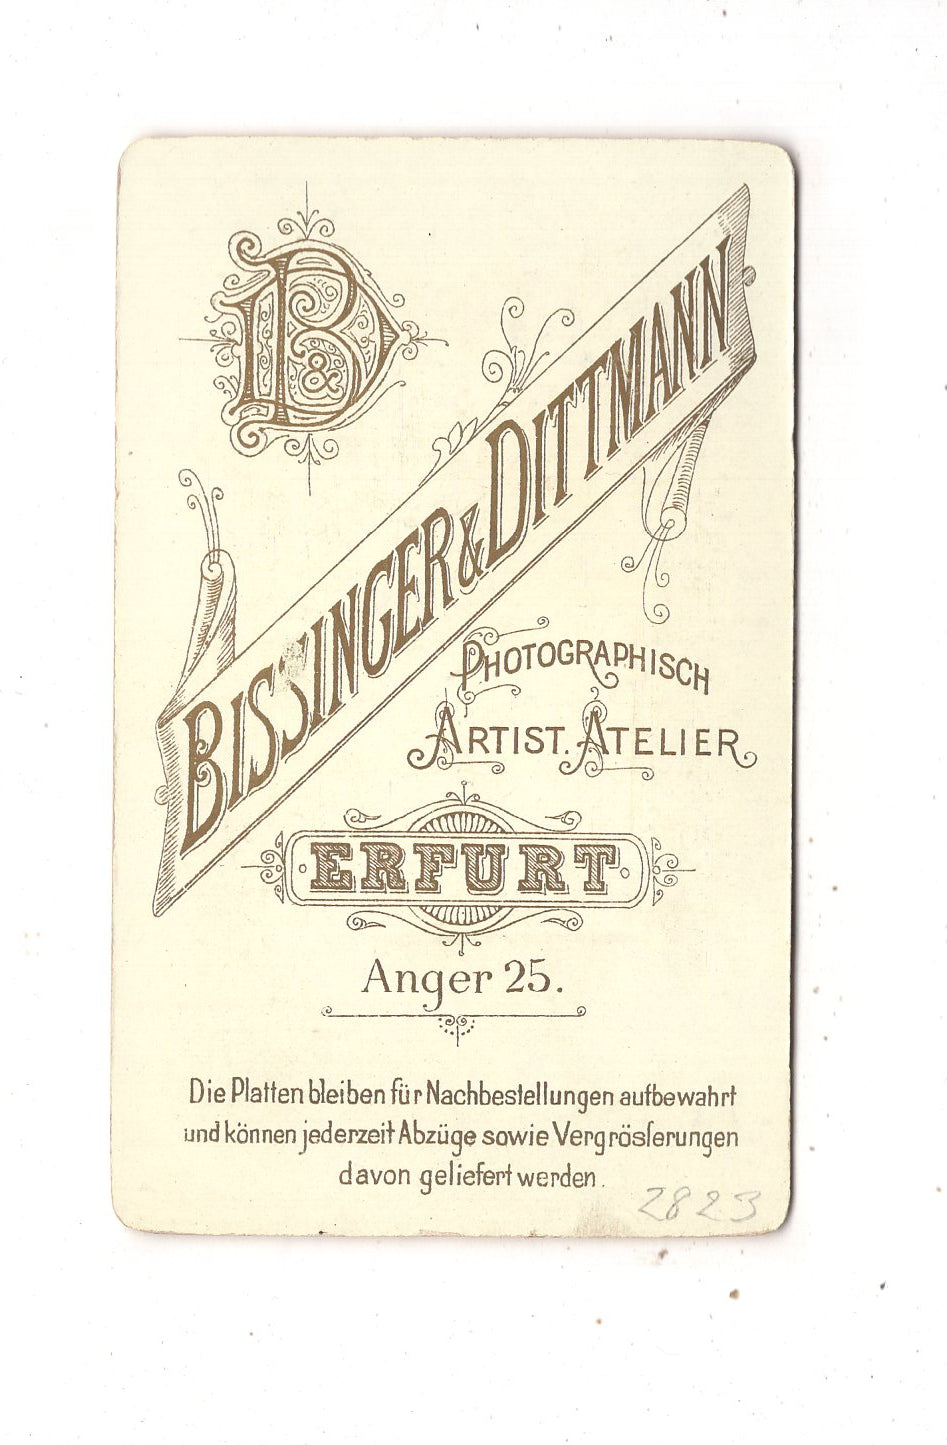 B&D
BISSINGER & DITTMANN
PHOTOGRAPHISCH
ARTIST. ATELIER
ERFURT
Anger 25.
Die Platten bleiben für Nachbestellungen aufbewahrt
und können jederzeit Abzüge sowie Vergrösserungen
davon geliefert werden.
2823